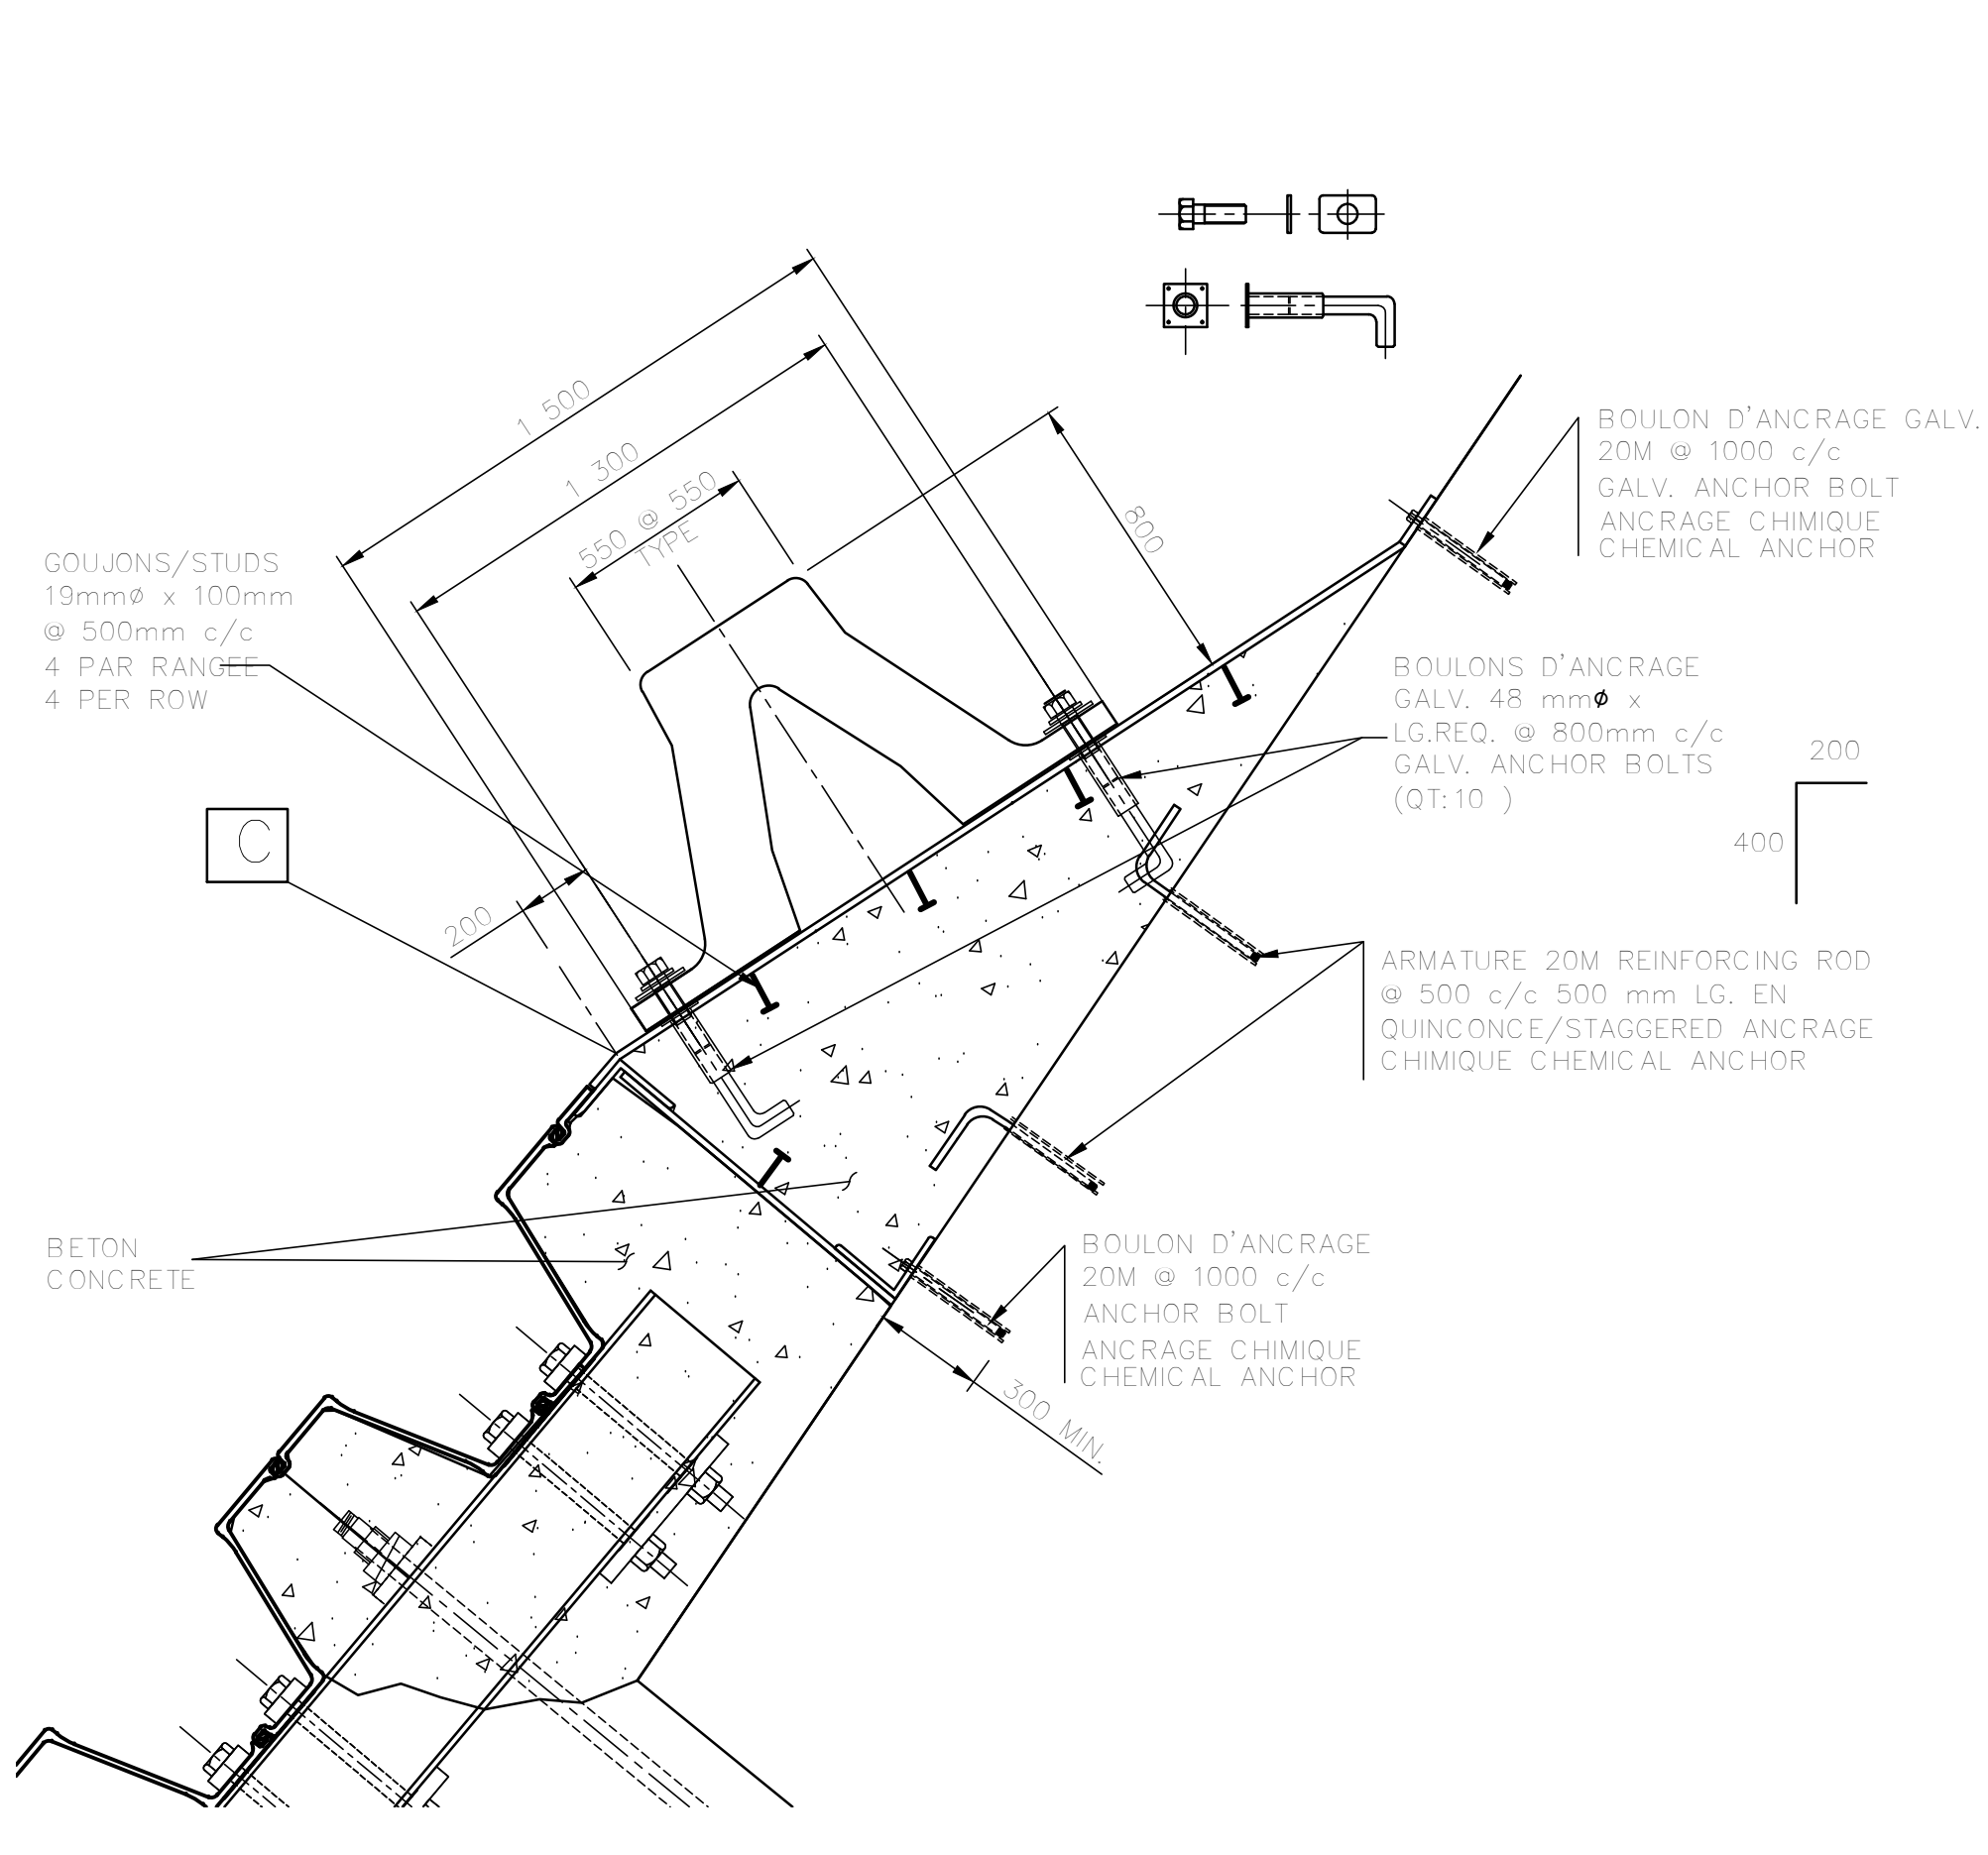 1 500
1 300
550 @ 550
TYPE
800
200
GOUJONS/STUDS
19mmø x 100mm
@ 500mm c/c
4 PAR RANGEE
4 PER ROW
C
BETON
CONCRETE
BOULON D'ANCRAGE GALV.
20M @ 1000 c/c
GALV. ANCHOR BOLT
ANCRAGE CHIMIQUE
CHEMICAL ANCHOR
BOULONS D'ANCRAGE
GALV. 48 mmø x
LG.REQ. @ 800mm c/c
GALV. ANCHOR BOLTS
(QT:10 )
200
400
ARMATURE 20M REINFORCING ROD
@ 500 c/c 500 mm LG. EN
QUINCONCE/STAGGERED ANCRAGE
CHIMIQUE CHEMICAL ANCHOR
BOULON D'ANCRAGE
20M @ 1000 c/c
ANCHOR BOLT
ANCRAGE CHIMIQUE
CHEMICAL ANCHOR
300 MIN.